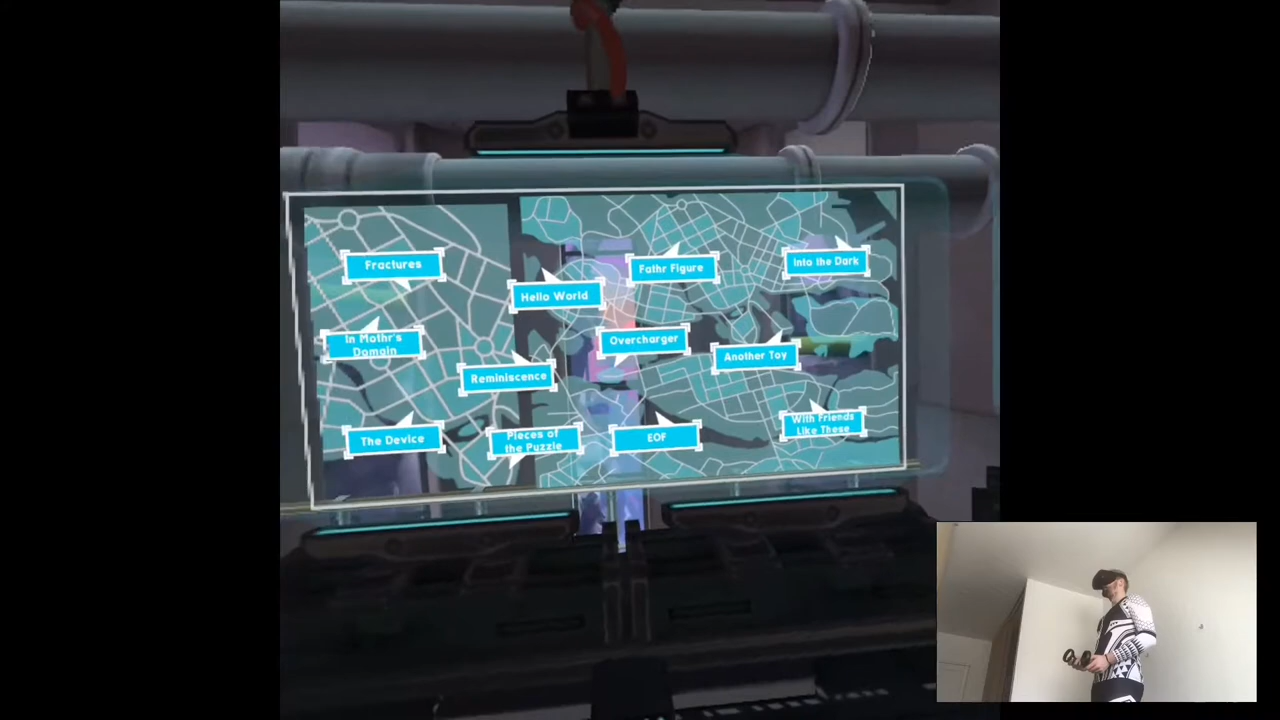 Fractures
Hello World
Fathr Figure
Into the Dark
In Mothr's
Domain
Reminiscence
Overcharger
Another Toy
The Device
Pieces of
the Puzzle
EOF
With Friends
Like These